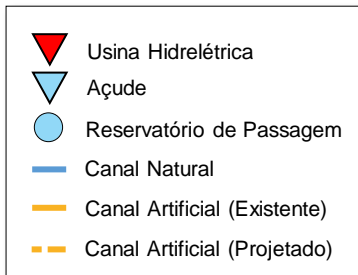 Usina Hidrelétrica
Açude
Reservatório de Passagem
Canal Natural
Canal Artificial (Existente)
Canal Artificial (Projetado)